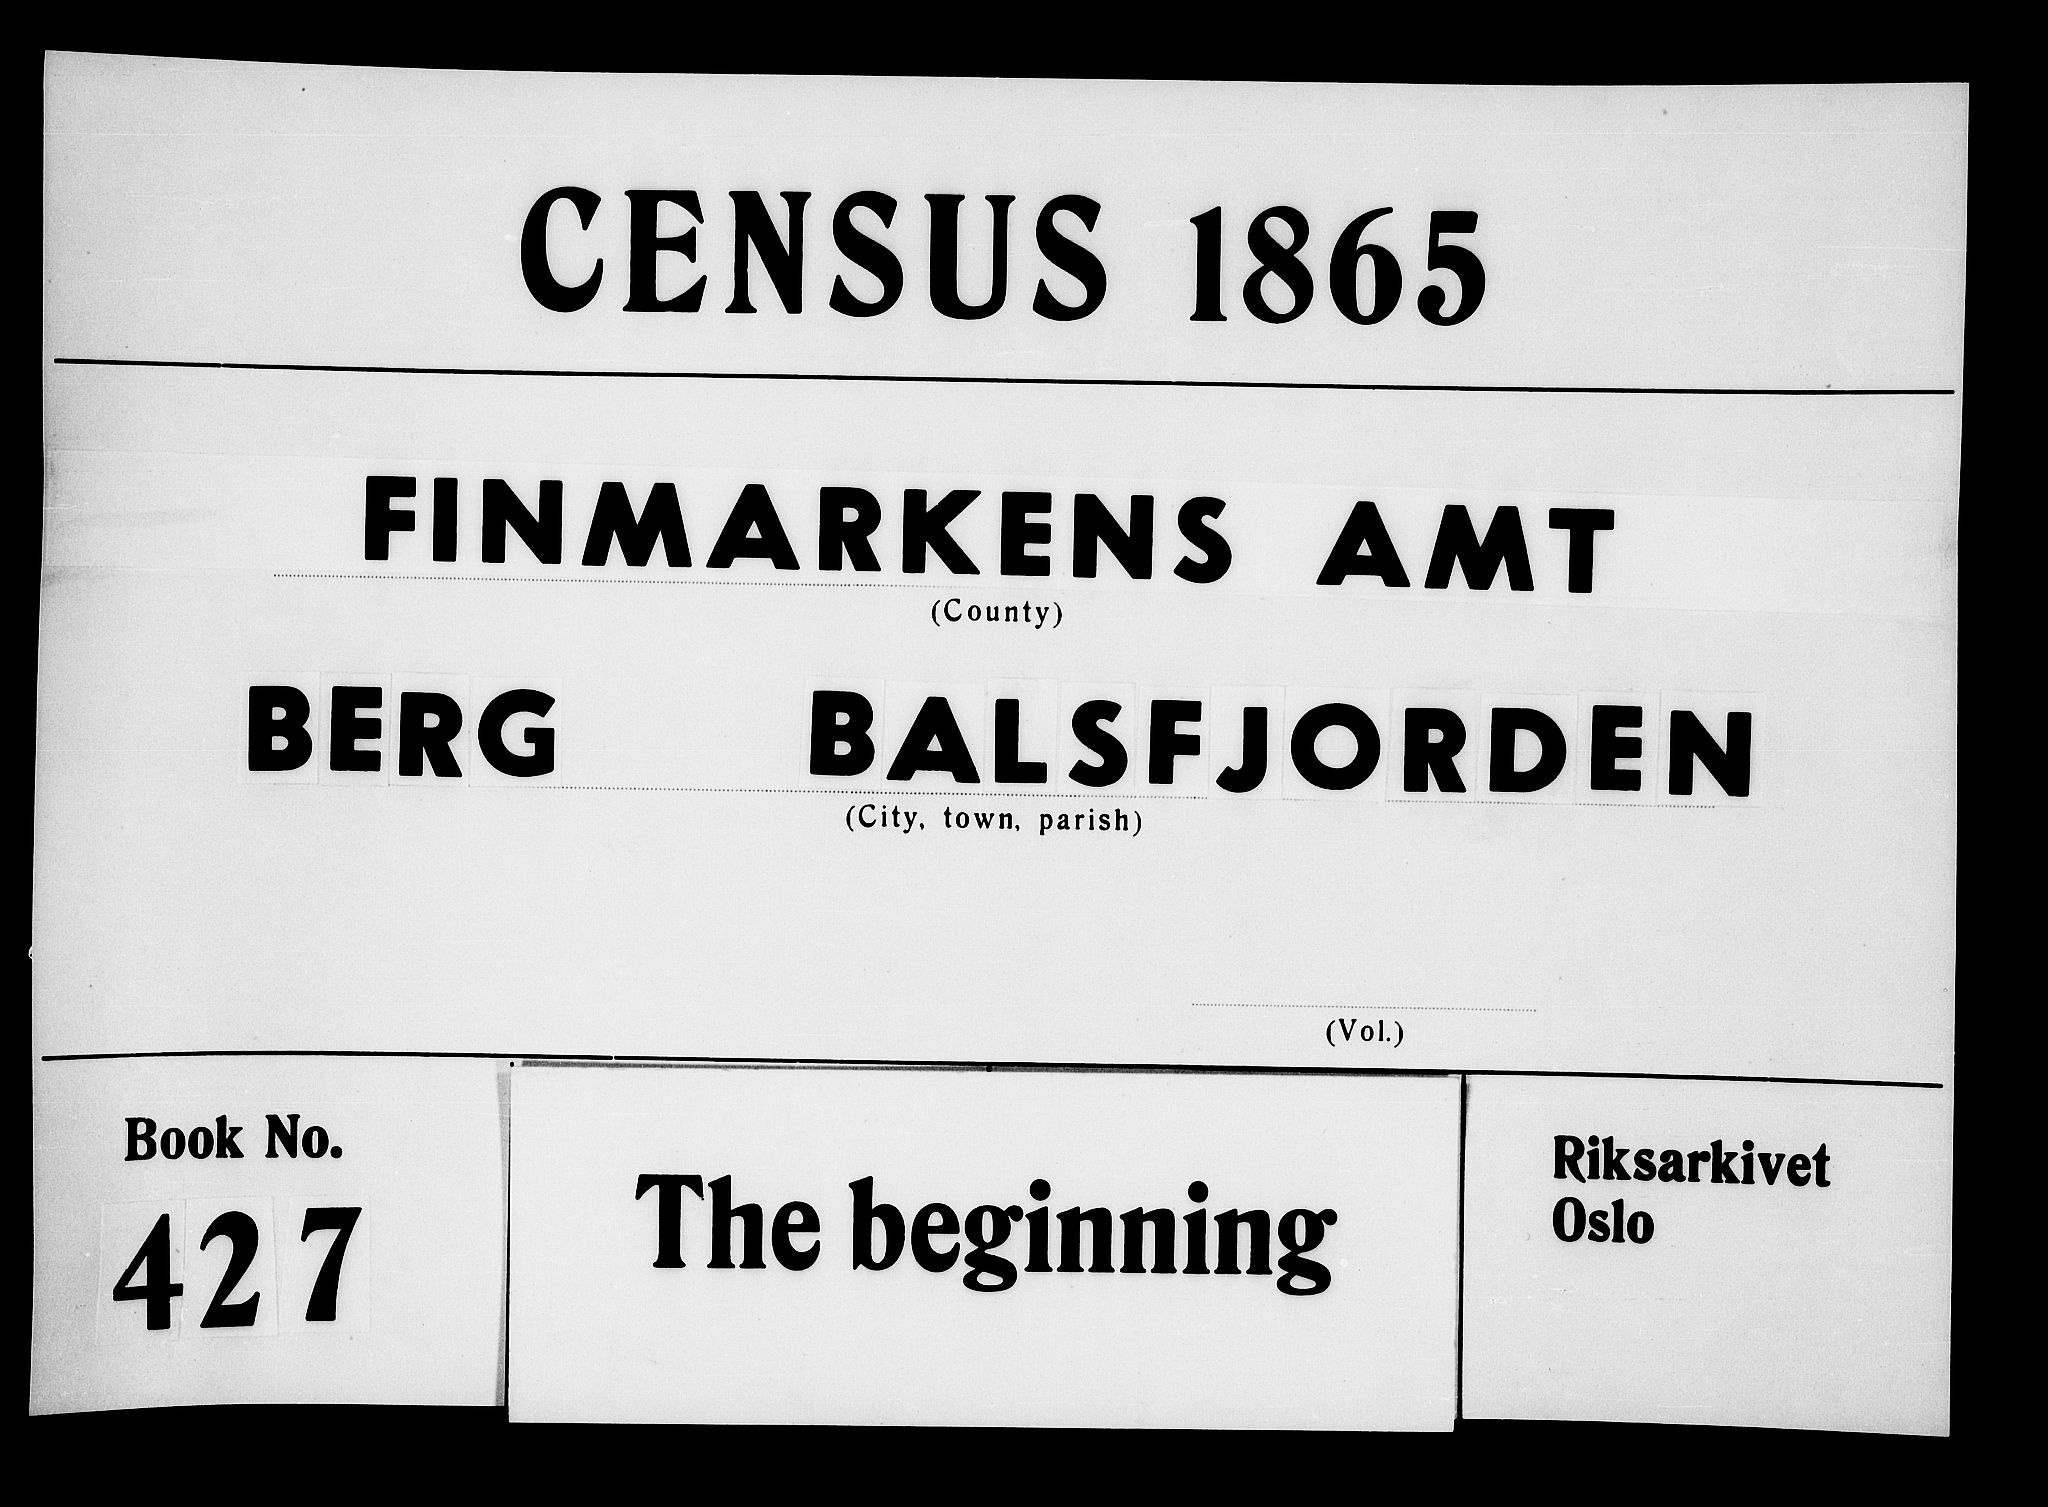 CENSUS 1865
FINMARKENS AMT
(County)
BERG BALSFJORDEN
(City, town, parish)
(Vol.)
Book No.
427
The beginning
Riksarkivet
Oslo